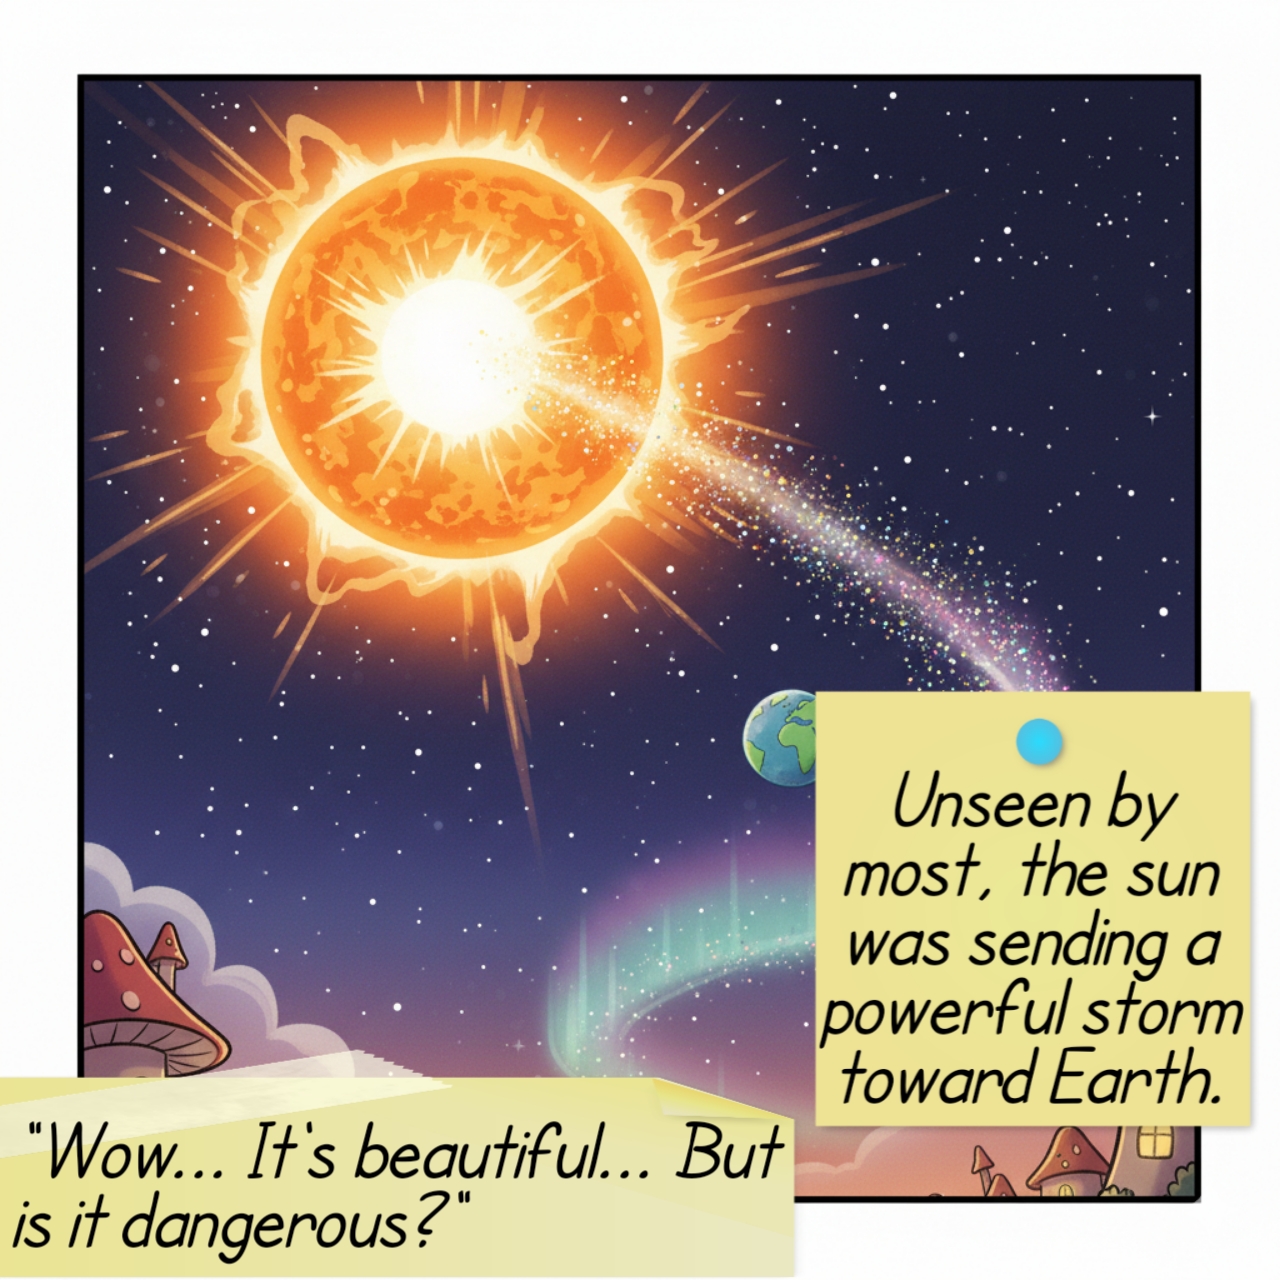 Unseen by
most, the sun
was sending a
powerful storm
toward Earth.
"Wow... It's beautiful... But
is it dangerous?"